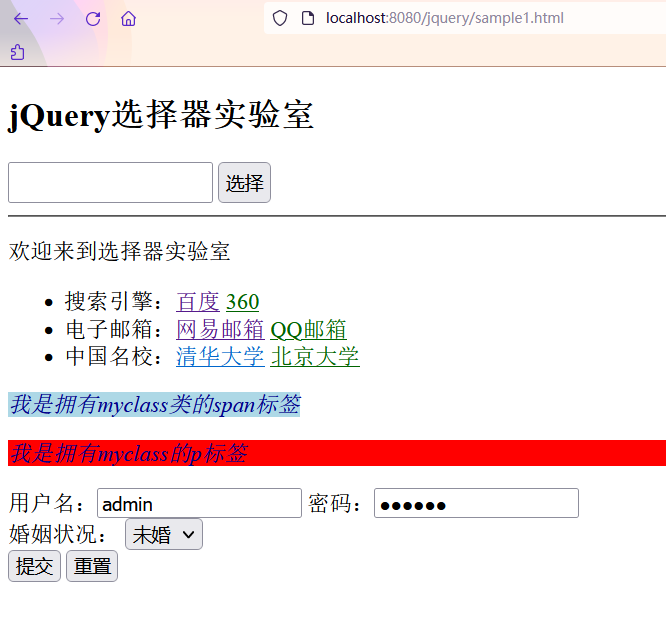 localhost:8080/jquery/sample1.html
jQuery选择器实验室
选择
欢迎来到选择器实验室
搜索引擎：百度 360
电子邮箱：网易邮箱 QQ邮箱
中国名校：清华大学 北京大学
我是拥有myclass类的span标签
我是拥有myclass的p标签
用户名：admin 密码：●●●●●●
婚姻状况： 未婚
提交 重置